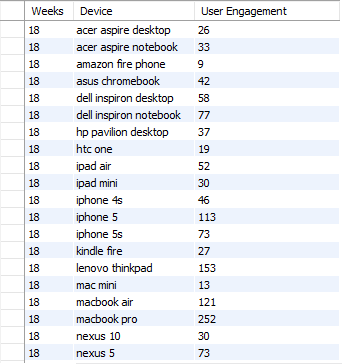 Weeks Device User Engagement
18 acer aspire desktop 26
18 acer aspire notebook 33
18 amazon fire phone 9
18 asus chromebook 42
18 dell inspiron desktop 58
18 dell inspiron notebook 77
18 hp pavilion desktop 37
18 htc one 19
18 ipad air 52
18 ipad mini 30
18 iphone 4s 46
18 iphone 5 113
18 iphone 5s 73
18 kindle fire 27
18 lenovo thinkpad 153
18 mac mini 13
18 macbook air 121
18 macbook pro 252
18 nexus 10 30
18 nexus 5 73